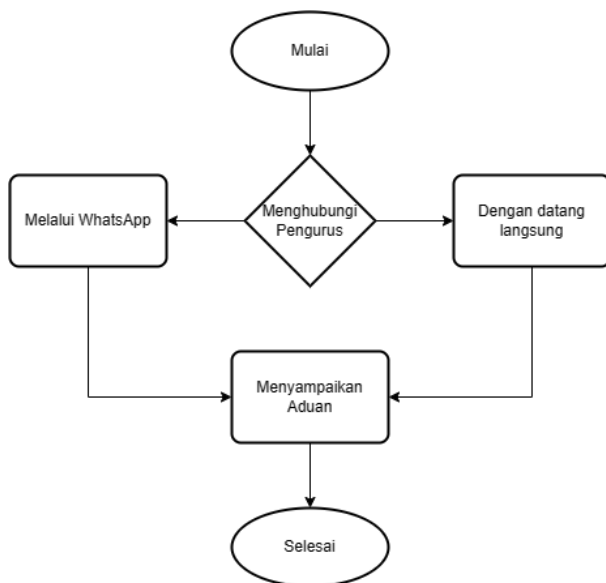 Mulai
Menghubungi
Pengurus
Melalui WhatsApp
Dengan datang
langsung
Menyampaikan
Aduan
Selesai